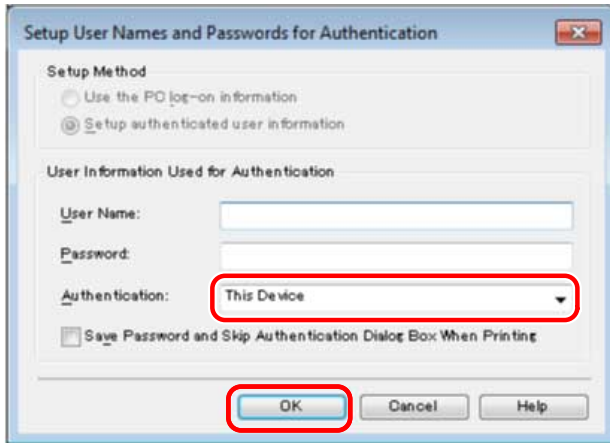 Setup User Names and Passwords for Authentication
Setup Method
Use the PC log-on information
Setup authenticated user information
User Information Used for Authentication
User Name:
Password:
Authentication: This Device
Save Password and Skip Authentication Dialog Box When Printing
OK Cancel Help